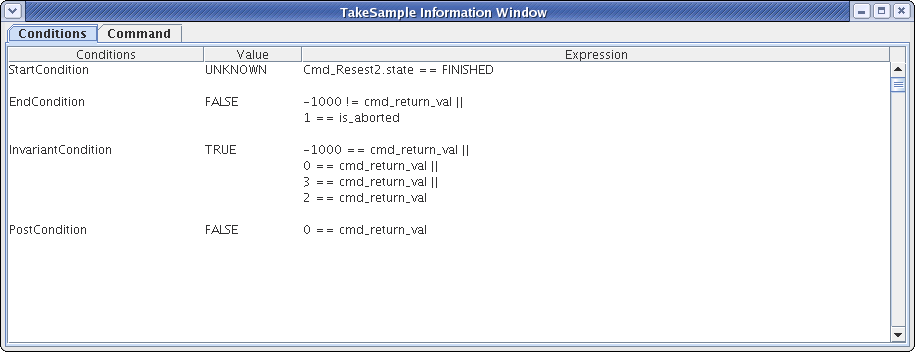 TakeSample Information Window
Conditions Command
Conditions Value Expression
StartCondition UNKNOWN Cmd_Resest2.state == FINISHED
EndCondition FALSE -1000 != cmd_return_val ||
1 == is_aborted
InvariantCondition TRUE -1000 == cmd_return_val ||
0 == cmd_return_val ||
3 == cmd_return_val ||
2 == cmd_return_val
PostCondition FALSE 0 == cmd_return_val